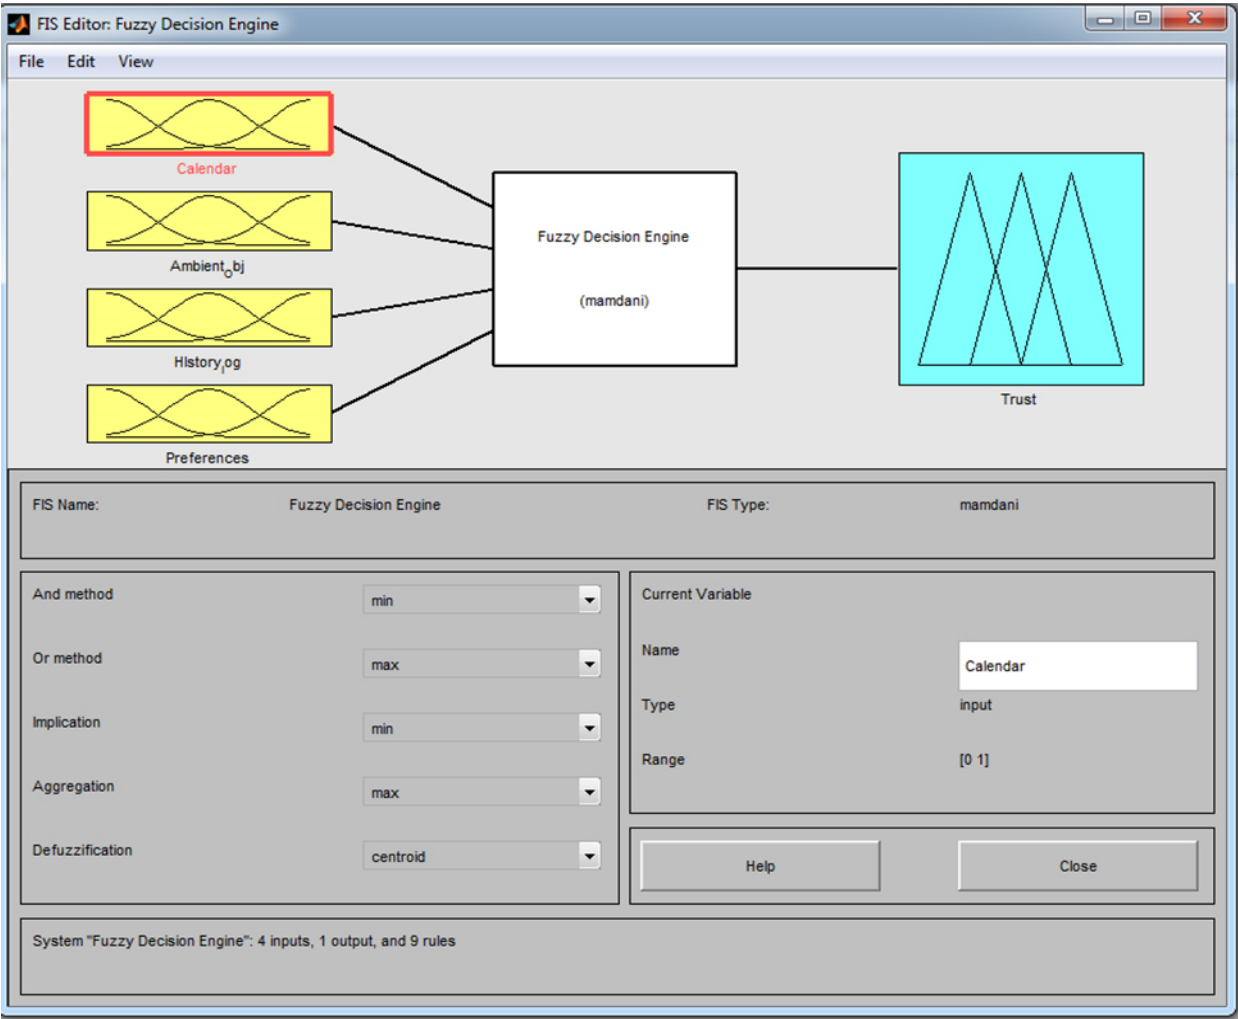 FIS Editor: Fuzzy Decision Engine
File Edit View
Calendar
Ambient_obj
HIstory_log
Preferences
Fuzzy Decision Engine
(mamdani)
Trust
FIS Name: Fuzzy Decision Engine FIS Type: mamdani
And method min
Or method max
Implication min
Aggregation max
Defuzzification centroid
Current Variable
Name Calendar
Type input
Range [0 1]
Help Close
System "Fuzzy Decision Engine": 4 inputs, 1 output, and 9 rules